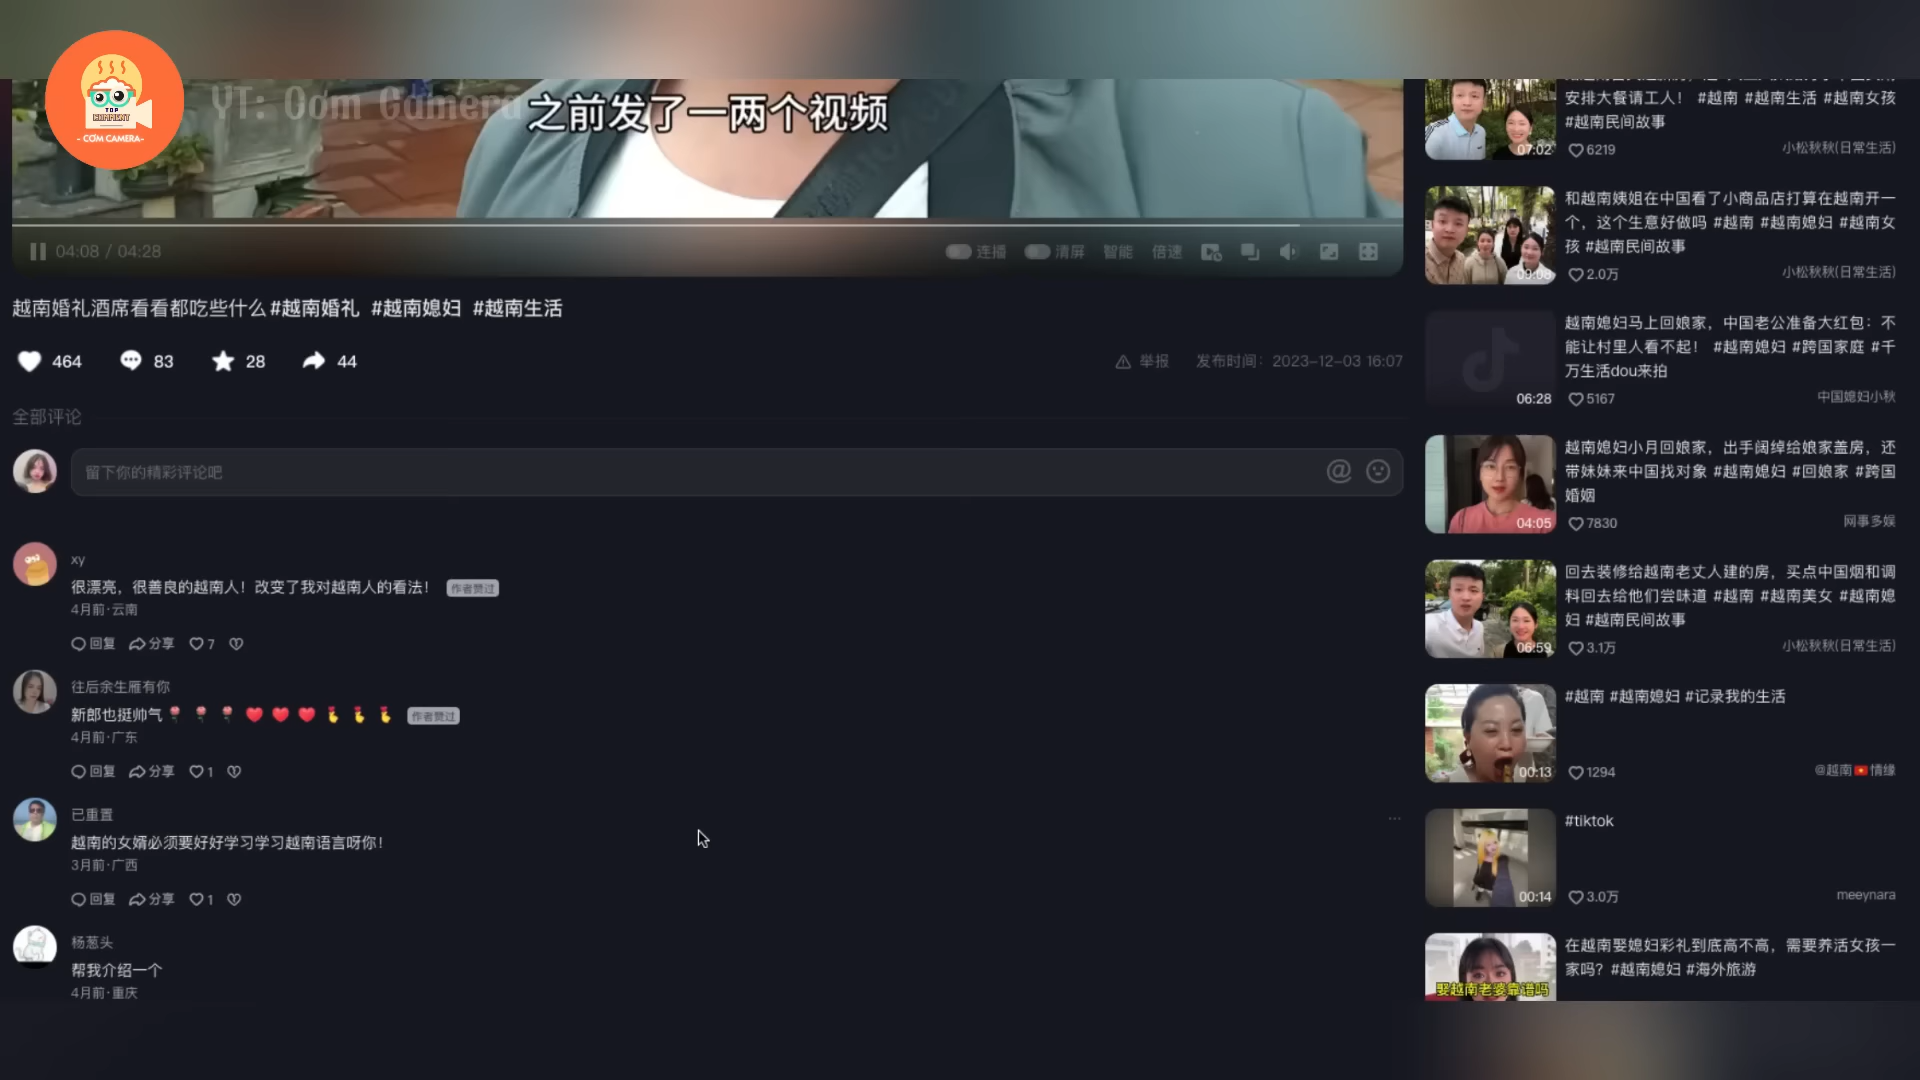 TOP
COMMENT
- CƠM CAMERA-
YT: Com Camera
之前发了一两个视频
04:08 / 04:28
连播
清屏
智能
倍速
越南婚礼酒席看看都吃些什么#越南婚礼 #越南媳妇 #越南生活
464
83
28
44
举报
发布时间：2023-12-03 16:07
全部评论
留下你的精彩评论吧
xy
很漂亮，很善良的越南人！改变了我对越南人的看法！
作者赞过
4月前·云南
回复
分享
7
往后余生雁有你
新郎也挺帅气🌹🌹🌹❤️❤️❤️🫰🫰🫰
作者赞过
4月前·广东
回复
分享
1
已重置
越南的女婿必须要好好学习学习越南语言呀你！
3月前·广西
回复
分享
1
杨葱头
帮我介绍一个
4月前·重庆
安排大餐请工人！ #越南 #越南生活 #越南女孩
#越南民间故事
07:02
6219
小松秋秋(日常生活)
和越南姨姐在中国看了小商品店打算在越南开一
个，这个生意好做吗 #越南 #越南媳妇 #越南女
孩 #越南民间故事
09:08
2.0万
小松秋秋(日常生活)
越南媳妇马上回娘家，中国老公准备大红包：不
能让村里人看不起！ #越南媳妇 #跨国家庭 #千
万生活dou来拍
06:28
5167
中国媳妇小秋
越南媳妇小月回娘家，出手阔绰给娘家盖房，还
带妹妹来中国找对象 #越南媳妇 #回娘家 #跨国
婚姻
04:05
7830
网事多娱
回去装修给越南老丈人建的房，买点中国烟和调
料回去给他们尝味道 #越南 #越南美女 #越南媳
妇 #越南民间故事
06:59
3.1万
小松秋秋(日常生活)
#越南 #越南媳妇 #记录我的生活
00:13
1294
@越南🇻🇳情缘
#tiktok
00:14
3.0万
meeynara
在越南娶媳妇彩礼到底高不高，需要养活女孩一
家吗？#越南媳妇 #海外旅游
娶越南老婆靠谱吗